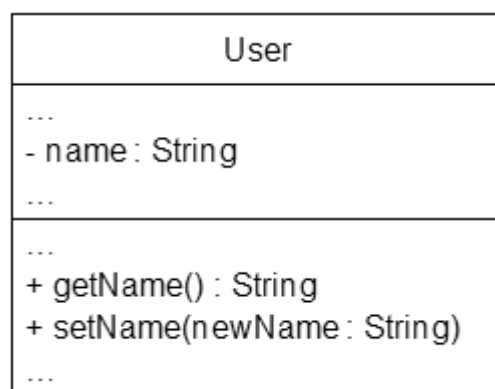 User
...
- name : String
...
...
+ getName() : String
+ setName(newName : String)
...